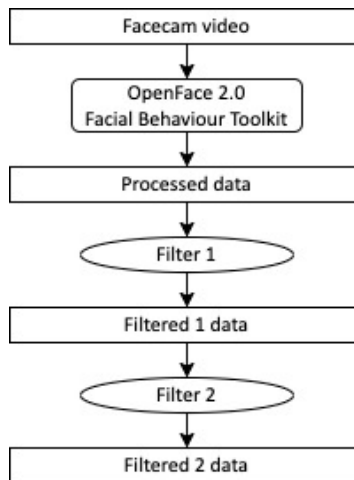 Facecam video
OpenFace 2.0
Facial Behaviour Toolkit
Processed data
Filter 1
Filtered 1 data
Filter 2
Filtered 2 data